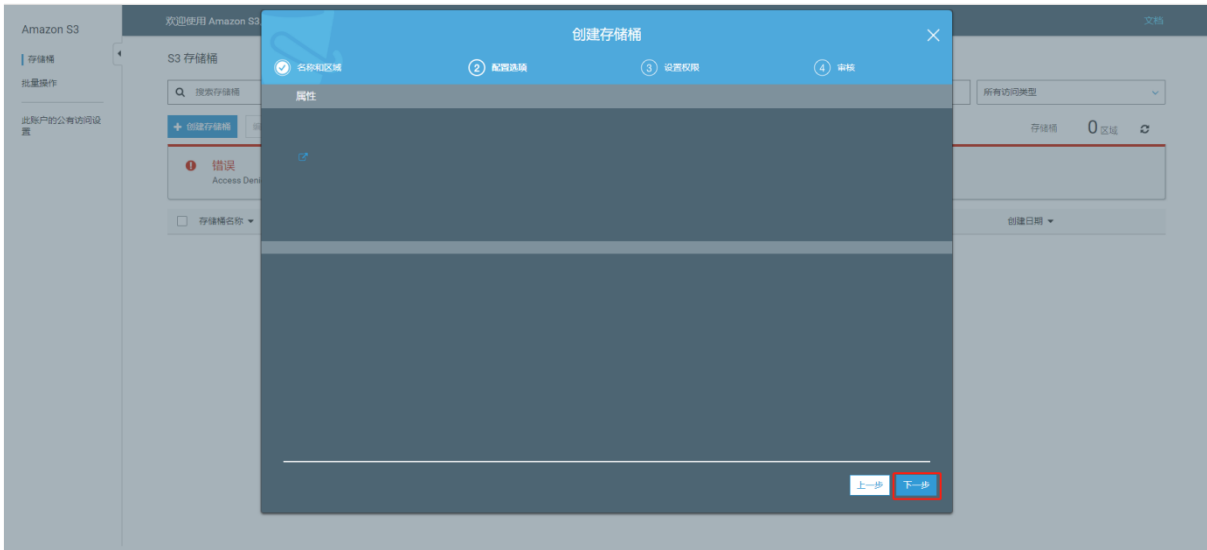 Amazon S3
存储桶
批量操作
此账户的公有访问设
置
欢迎使用 Amazon S3
文档
S3 存储桶
搜索存储桶
所有访问类型
+ 创建存储桶
存储桶
0 区域
错误
Access Deni
存储桶名称
创建日期
创建存储桶
名称和区域
2 配置选项
3 设置权限
4 审核
属性
上一步
下一步